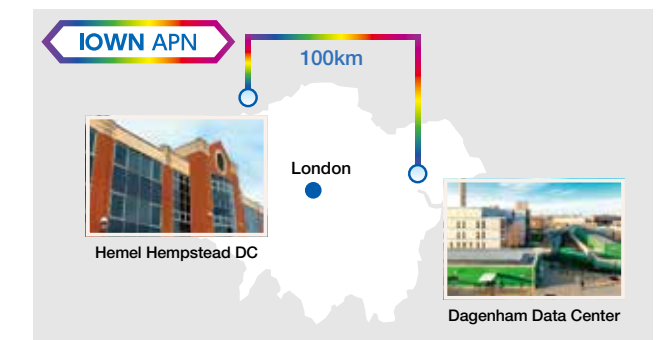 IOWN APN
100km
London
Hemel Hempstead DC
Dagenham Data Center